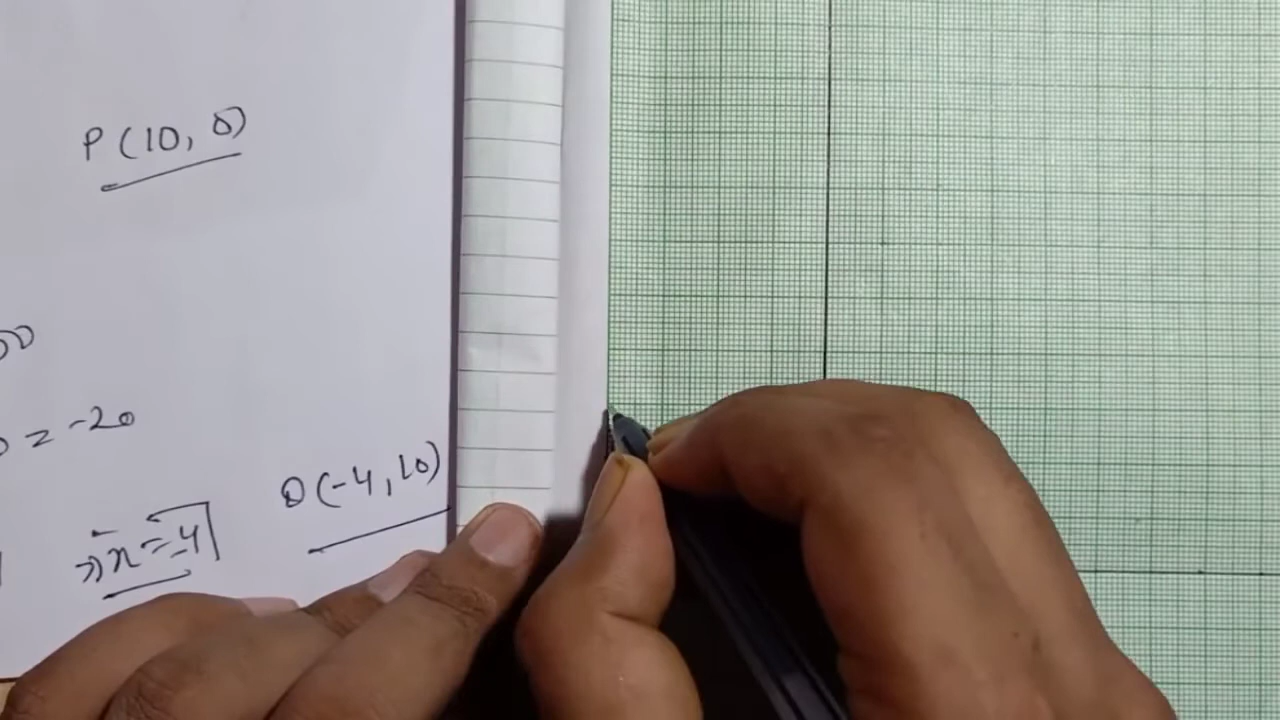 P(10, 0)
= -20
⇒ x = -4
Q(-4, 10)